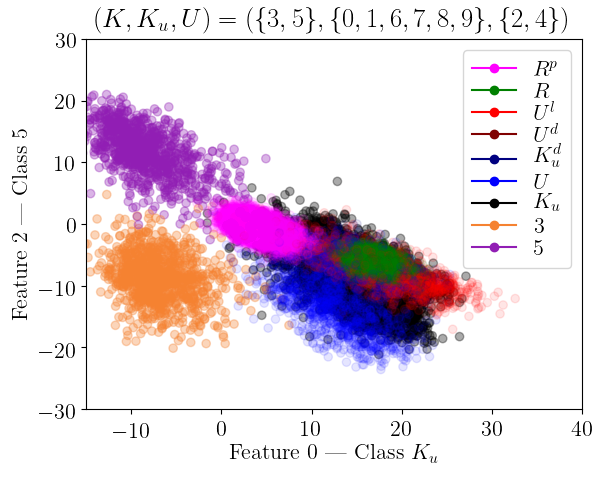 (K, K_u, U) = ({3, 5}, {0, 1, 6, 7, 8, 9}, {2, 4})
30
20
10
0
−10
−20
−30
Feature 2 — Class 5
R^p
R
U^l
U^d
K_u^d
U
K_u
3
5
−10
0
10
20
30
40
Feature 0 — Class K_u